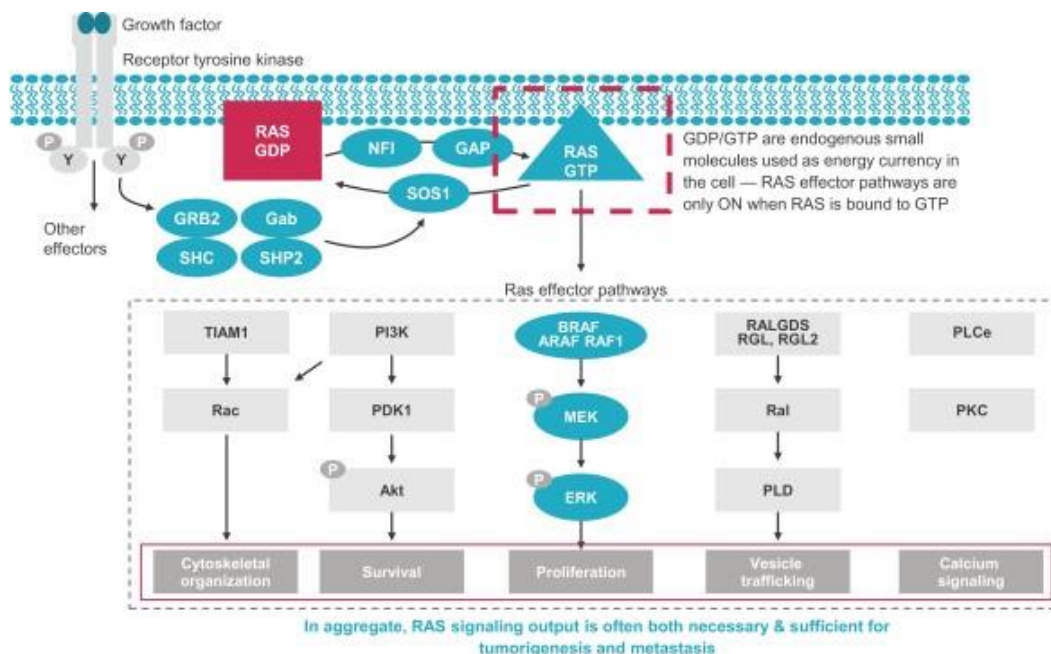 Growth factor
Receptor tyrosine kinase
P
P
Y
Y
Other
effectors
RAS
GDP
NFI
GAP
SOS1
RAS
GTP
GRB2
Gab
SHC
SHP2
GDP/GTP are endogenous small
molecules used as energy currency in
the cell — RAS effector pathways are
only ON when RAS is bound to GTP
Ras effector pathways
TIAM1
PI3K
BRAF
ARAF RAF1
RALGDS
RGL, RGL2
PLCe
Rac
PDK1
P
MEK
Ral
PKC
P
Akt
P
ERK
PLD
Cytoskeletal
organization
Survival
Proliferation
Vesicle
trafficking
Calcium
signaling
In aggregate, RAS signaling output is often both necessary & sufficient for
tumorigenesis and metastasis